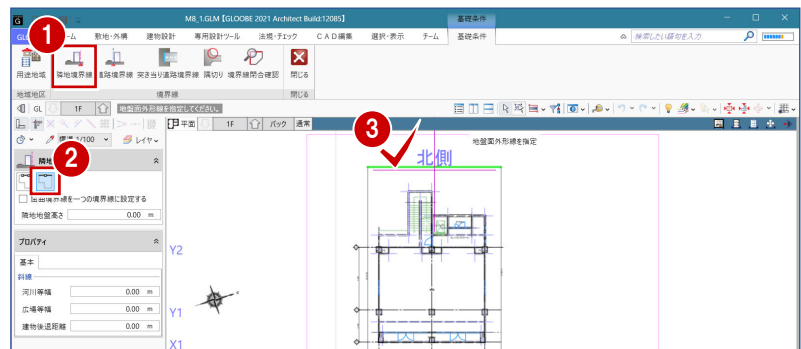 M8_1.GLM【GLOOBE 2021 Architect Build:12085】 基礎条件
GL ーム 敷地・外構 建物設計 専用設計ツール 法規・チェック CAD編集 選択・表示 チーム 基礎条件 検索したい語句を入力
1
用途地域 隣地境界線 道路境界線 突き当り道路境界線 隅切り 境界線閉合確認 閉じる
地域地区 境界線 閉じる
GL 1F 地盤面外形線を指定してください。
平面 1F バック 通常
1/100 レイヤ
2
隣地
屈曲境界線を一つの境界線に設定する
隣地地盤高さ 0.00 m
プロパティ
基本
斜線
河川等幅 0.00 m
広場等幅 0.00 m
建物後退距離 0.00 m
3
地盤面外形線を指定
北側
Y2
Y1
X1